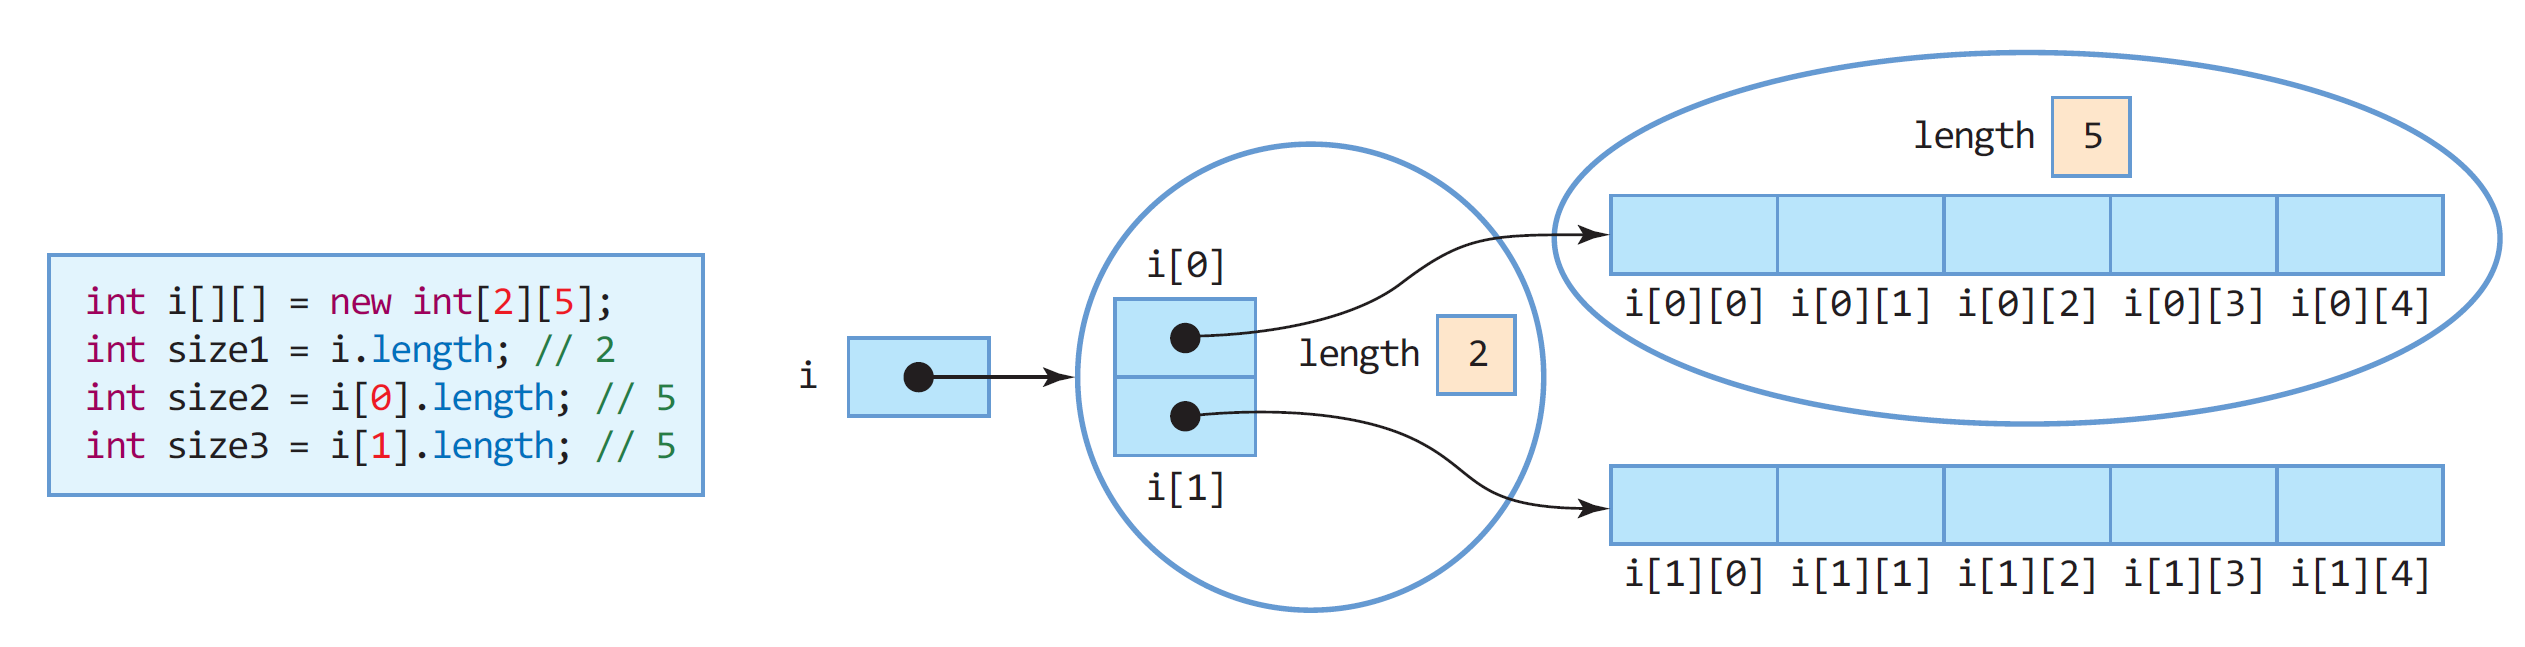 int i[][] = new int[2][5];
int size1 = i.length; // 2
int size2 = i[0].length; // 5
int size3 = i[1].length; // 5
i
i[0]
i[1]
length 2
length 5
i[0][0] i[0][1] i[0][2] i[0][3] i[0][4]
i[1][0] i[1][1] i[1][2] i[1][3] i[1][4]